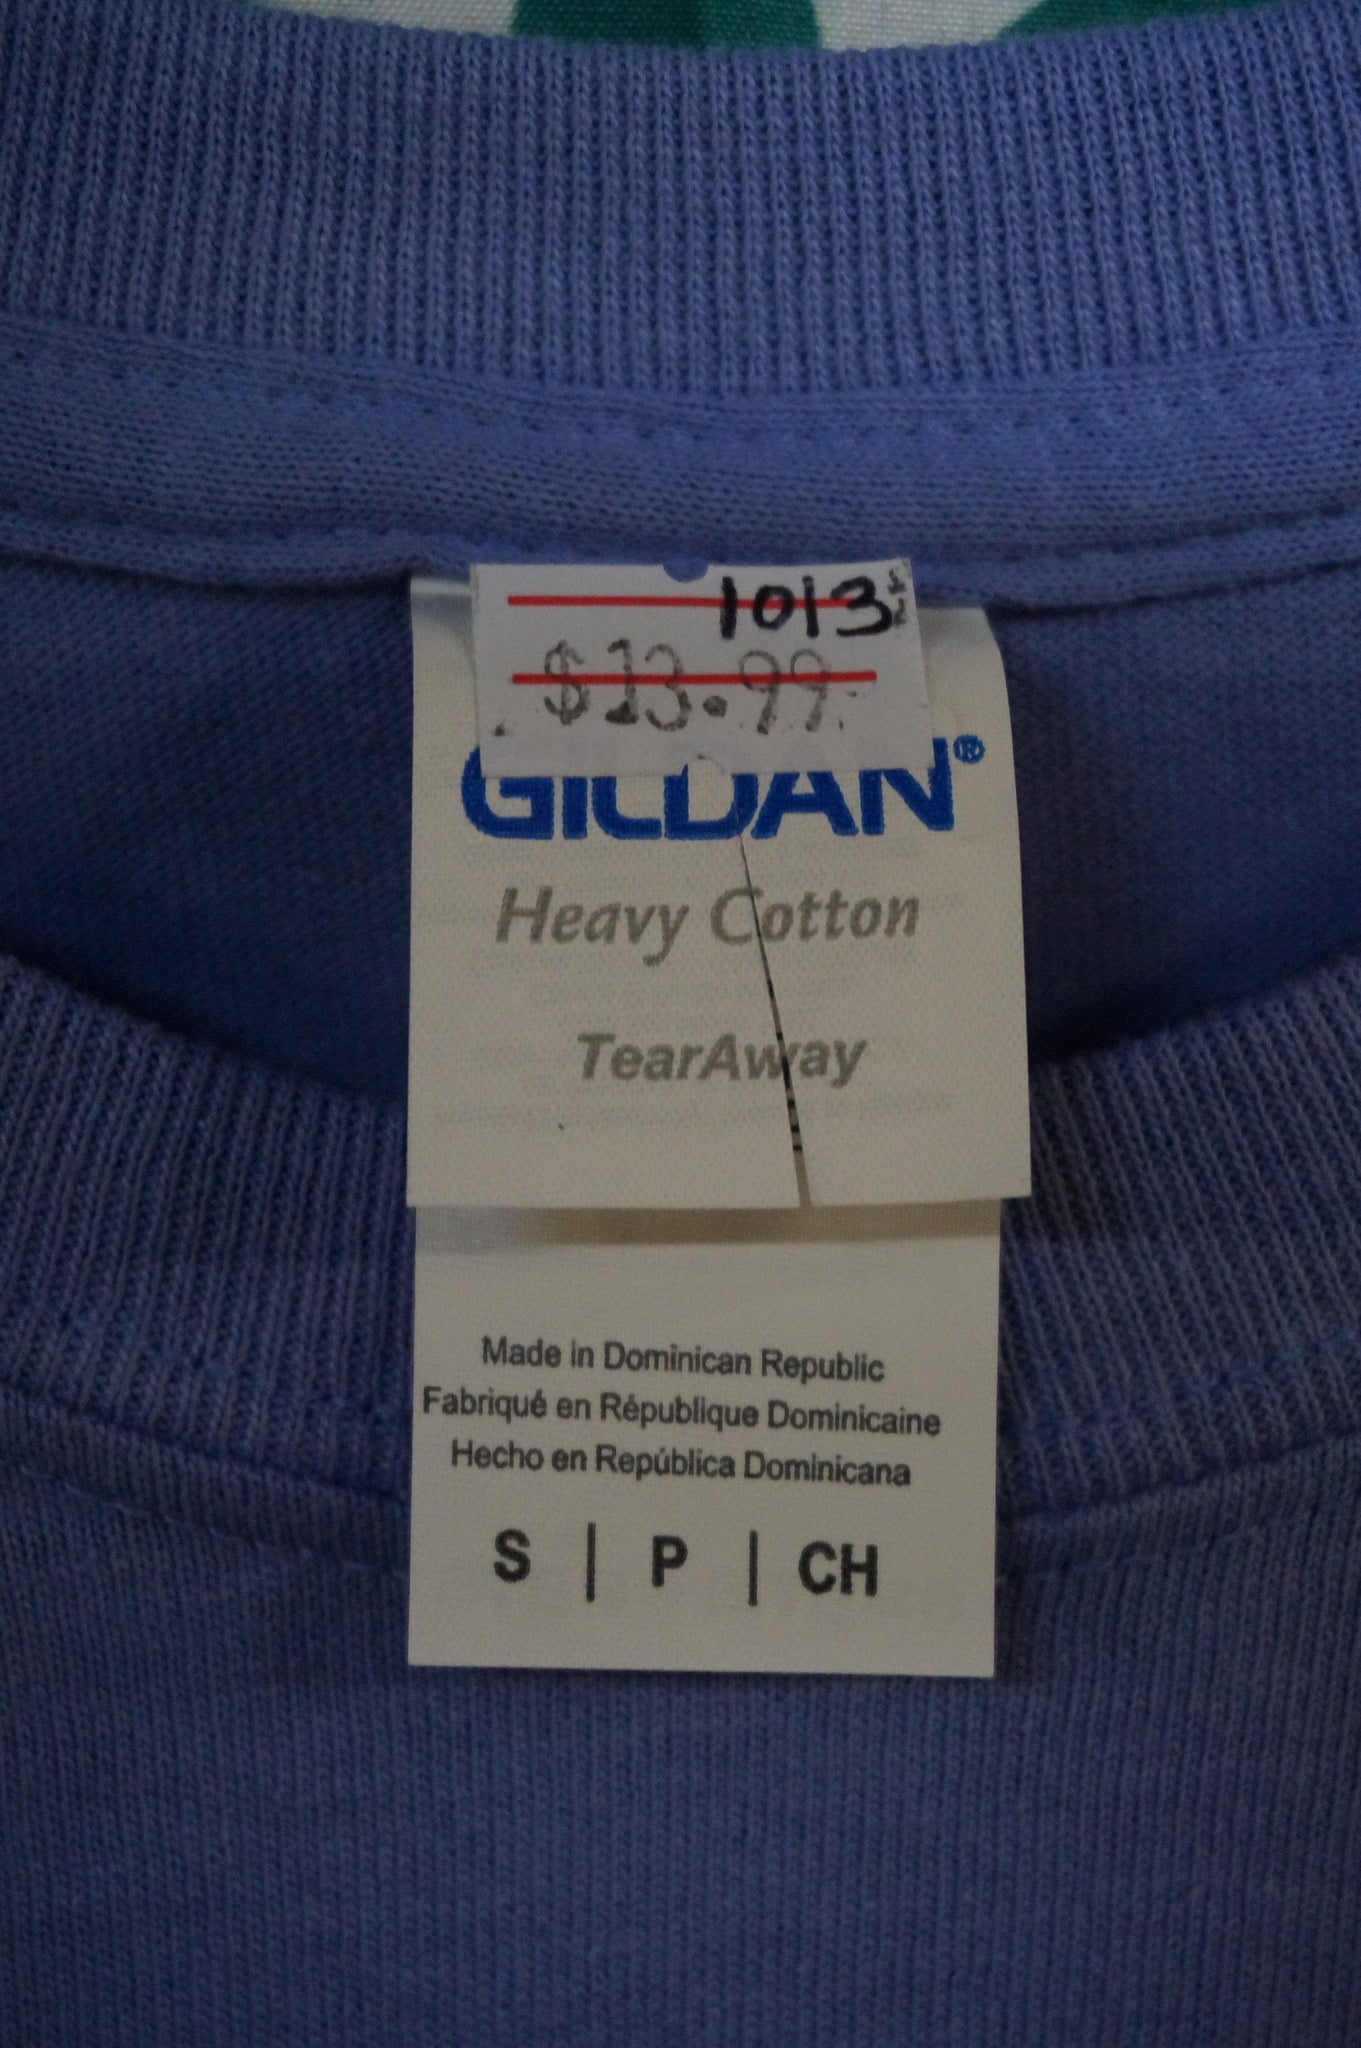 1013
$13.99
GILDAN®
Heavy Cotton
TearAway
Made in Dominican Republic
Fabriqué en République Dominicaine
Hecho en República Dominicana
S | P | CH